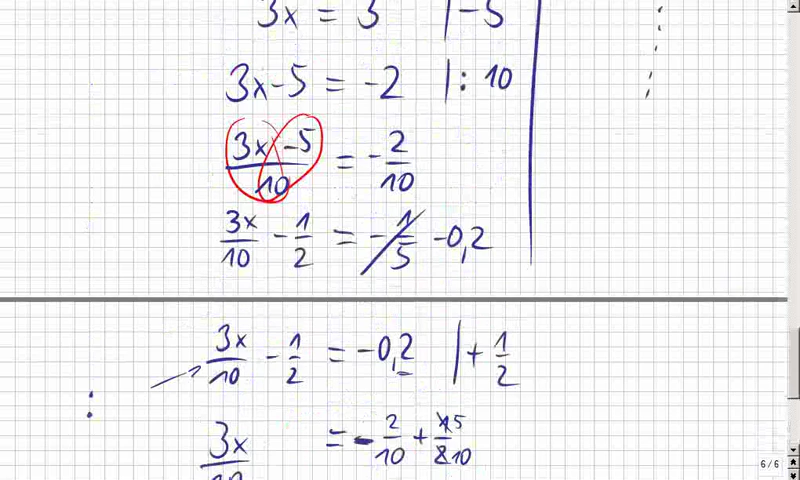 3x = 3 | -5
3x - 5 = -2 | : 10
(3x) -5 / 10 = - 2/10
3x/10 - 1/2 = - 1/5 -0,2
3x/10 - 1/2 = -0,2 | + 1/2
:
3x/10 = - 2/10 + 5/10
6/6